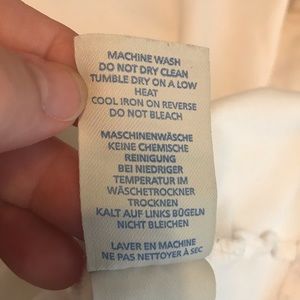 MACHINE WASH
DO NOT DRY CLEAN
TUMBLE DRY ON A LOW
HEAT
COOL IRON ON REVERSE
DO NOT BLEACH
MASCHINENWÄSCHE
KEINE CHEMISCHE
REINIGUNG
BEI NIEDRIGER
TEMPERATUR IM
WÄSCHETROCKNER
TROCKNEN
KALT AUF LINKS BÜGELN
NICHT BLEICHEN
LAVER EN MACHINE
NE PAS NETTOYER À SEC